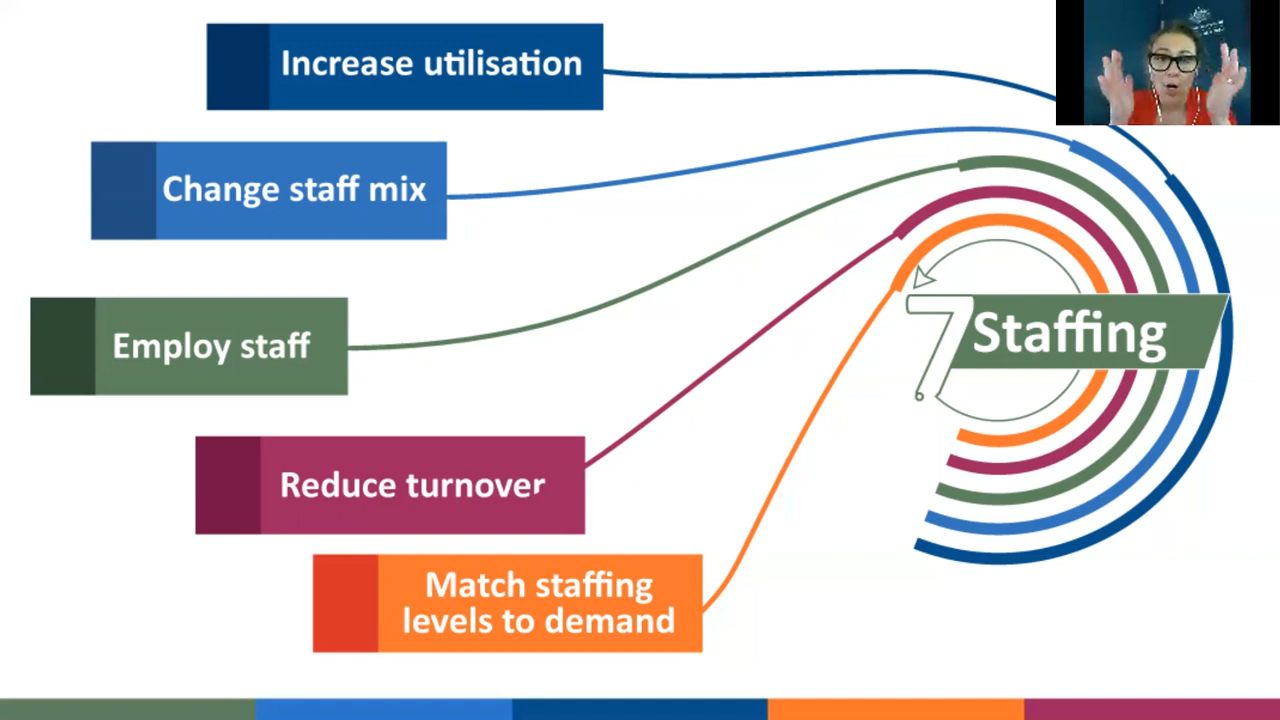 Increase utilisation
Change staff mix
Employ staff
7 Staffing
Reduce turnover
Match staffing
levels to demand